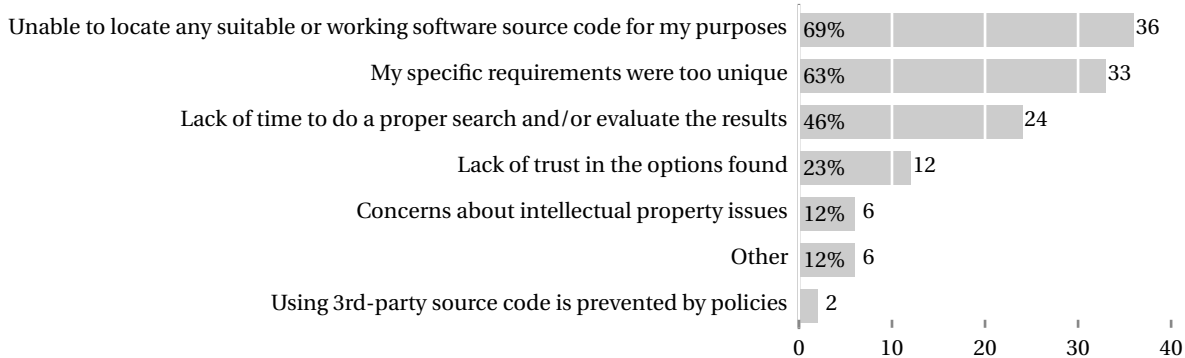 Unable to locate any suitable or working software source code for my purposes 69% 36
My specific requirements were too unique 63% 33
Lack of time to do a proper search and/or evaluate the results 46% 24
Lack of trust in the options found 23% 12
Concerns about intellectual property issues 12% 6
Other 12% 6
Using 3rd-party source code is prevented by policies 2
0 10 20 30 40